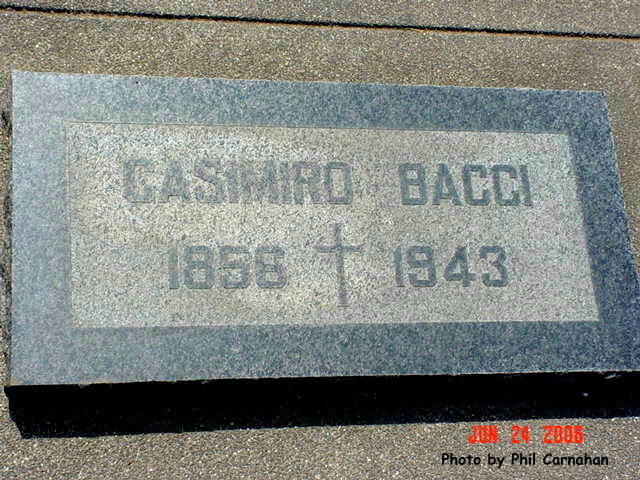 CASIMIRO BACCI
1856 1943
JUN 24 2006
Photo by Phil Carnahan